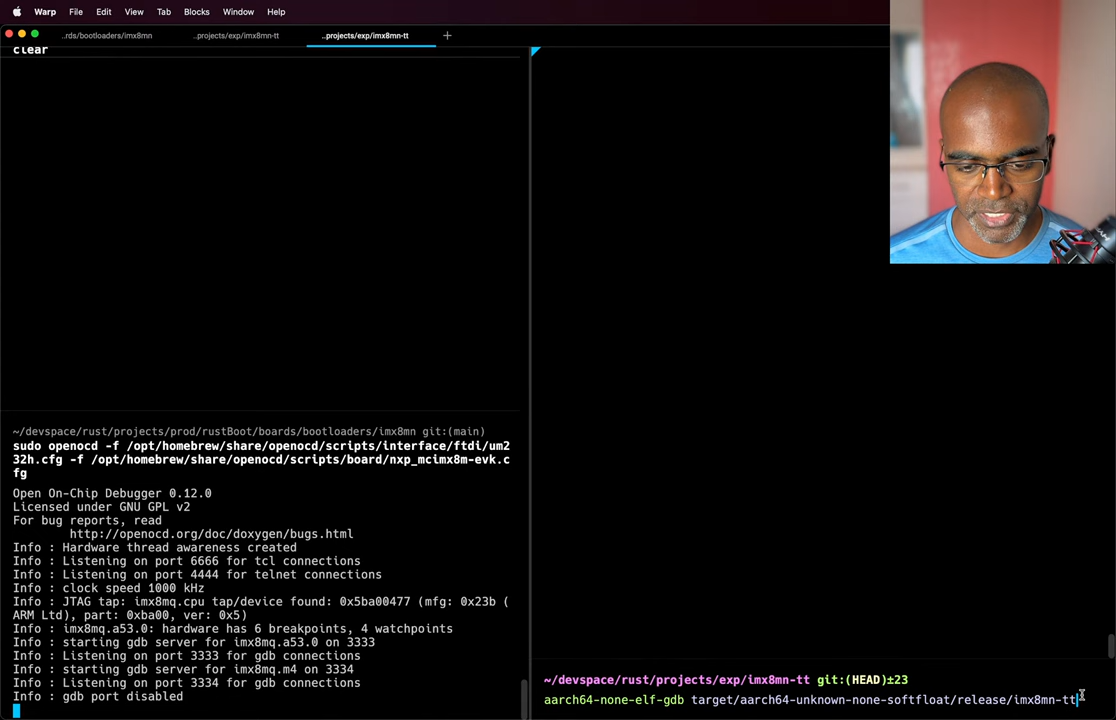 Warp File Edit View Tab Blocks Window Help
..rds/bootloaders/imx8mn ..projects/exp/imx8mn-tt ..projects/exp/imx8mn-tt +
clear
~/devspace/rust/projects/prod/rustBoot/boards/bootloaders/imx8mn git:(main)
sudo openocd -f /opt/homebrew/share/openocd/scripts/interface/ftdi/um2
32h.cfg -f /opt/homebrew/share/openocd/scripts/board/nxp_mcimx8m-evk.c
fg
Open On-Chip Debugger 0.12.0
Licensed under GNU GPL v2
For bug reports, read
http://openocd.org/doc/doxygen/bugs.html
Info : Hardware thread awareness created
Info : Listening on port 6666 for tcl connections
Info : Listening on port 4444 for telnet connections
Info : clock speed 1000 kHz
Info : JTAG tap: imx8mq.cpu tap/device found: 0x5ba00477 (mfg: 0x23b (
ARM Ltd), part: 0xba00, ver: 0x5)
Info : imx8mq.a53.0: hardware has 6 breakpoints, 4 watchpoints
Info : starting gdb server for imx8mq.a53.0 on 3333
Info : Listening on port 3333 for gdb connections
Info : starting gdb server for imx8mq.m4 on 3334
Info : Listening on port 3334 for gdb connections
Info : gdb port disabled
~/devspace/rust/projects/exp/imx8mn-tt git:(HEAD)±23
aarch64-none-elf-gdb target/aarch64-unknown-none-softfloat/release/imx8mn-tt